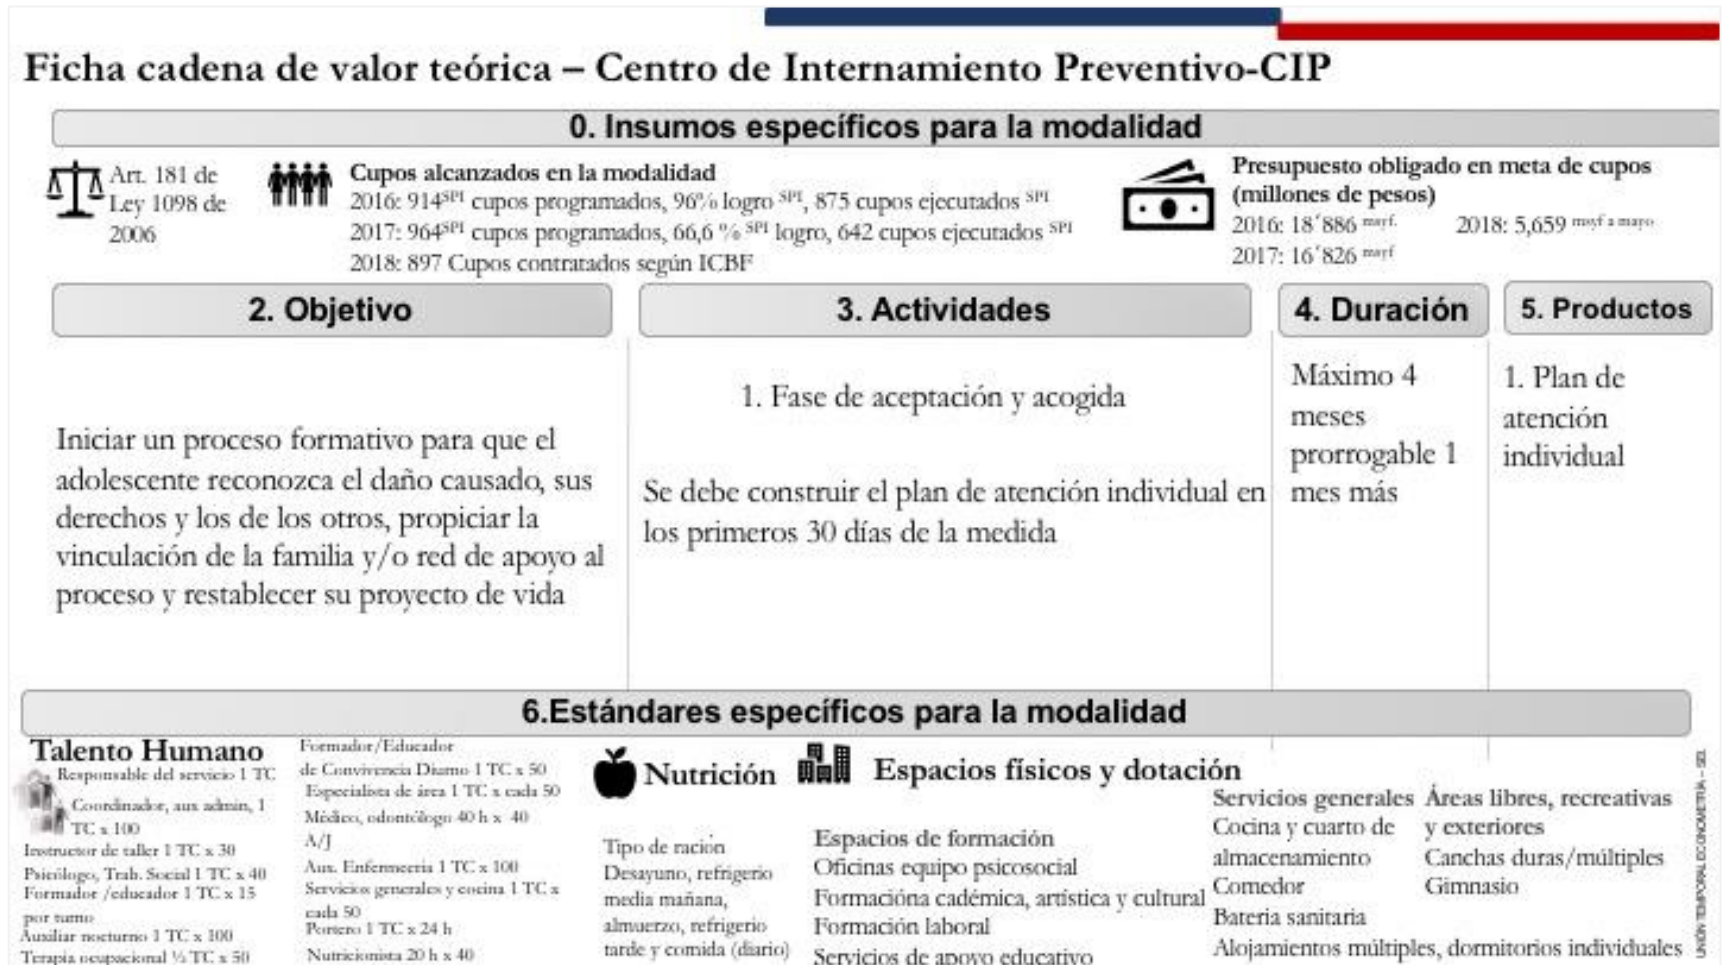 Ficha cadena de valor teórica – Centro de Internamiento Preventivo-CIP
0. Insumos específicos para la modalidad
Art. 181 de
Ley 1098 de
2006
Cupos alcanzados en la modalidad
2016: 914SPI cupos programados, 96% logro SPI, 875 cupos ejecutados SPI
2017: 964SPI cupos programados, 66,6 % SPI logro, 642 cupos ejecutados SPI
2018: 897 Cupos contratados según ICBF
Presupuesto obligado en meta de cupos
(millones de pesos)
2016: 18´886 msyf. 2018: 5,659 msyf a mayo
2017: 16´826 msyf
2. Objetivo
Iniciar un proceso formativo para que el
adolescente reconozca el daño causado, sus
derechos y los de los otros, propiciar la
vinculación de la familia y/o red de apoyo al
proceso y restablecer su proyecto de vida
3. Actividades
1. Fase de aceptación y acogida
Se debe construir el plan de atención individual en
los primeros 30 días de la medida
4. Duración
Máximo 4
meses
prorrogable 1
mes más
5. Productos
1. Plan de
atención
individual
6.Estándares específicos para la modalidad
Talento Humano
Responsable del servicio 1 TC
Coordinador, aux admin, 1
TC x 100
Instructor de taller 1 TC x 30
Psicólogo, Trab. Social 1 TC x 40
Formador /educador 1 TC x 15
por turno
Auxiliar nocturno 1 TC x 100
Terapia ocupacional ½ TC x 50
Formador/Educador
de Convivencia Diurno 1 TC x 50
Especialista de área 1 TC x cada 50
Médico, odontólogo 40 h x 40
A/J
Aux. Enfermeria 1 TC x 100
Servicios generales y cocina 1 TC x
cada 50
Portero 1 TC x 24 h
Nutricionista 20 h x 40
Nutrición
Tipo de ración
Desayuno, refrigerio
media mañana,
almuerzo, refrigerio
tarde y comida (diario)
Espacios físicos y dotación
Espacios de formación
Oficinas equipo psicosocial
Formacióna cadémica, artística y cultural
Formación laboral
Servicios de apoyo educativo
Servicios generales
Cocina y cuarto de
almacenamiento
Comedor
Bateria sanitaria
Alojamientos múltiples, dormitorios individuales
Áreas libres, recreativas
y exteriores
Canchas duras/múltiples
Gimnasio
UNIÓN TEMPORAL ECONOMETRIA – SEI